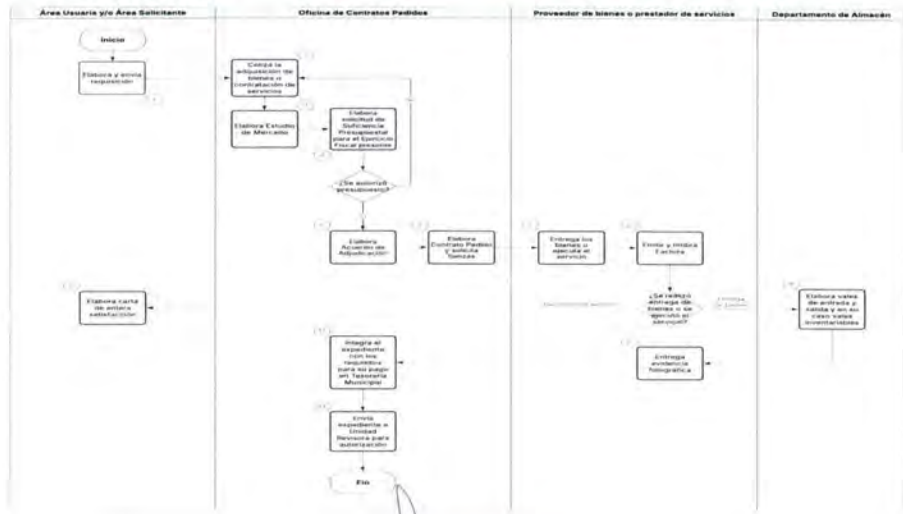 Área Usuaria y/o Área Solicitante
Oficina de Contratos Pedidos
Proveedor de bienes o prestador de servicios
Departamento de Almacén
Inicio
Elabora y envía
requisición
Cotiza la
adquisición de
bienes o
contratación de
servicios
Elabora Estudio
de Mercado
Elabora
solicitud de
Suficiencia
Presupuestal
para el Ejercicio
Fiscal presente
¿Se autorizó
presupuesto?
Elabora
Acuerdo de
Adjudicación
Elabora
Contrato Pedido
y solicita
fianzas
Entrega los
bienes o
ejecuta el
servicio
Emite y timbra
Factura
¿Se realizó
entrega de
bienes o se
ejecutó el
servicio?
Elabora carta
de entera
satisfacción
Elabora vales
de entrada y
salida y en su
caso vales
inventariables
Integra el
expediente
con los
requisitos
para su pago
en Tesorería
Municipal
Entrega
evidencia
fotográfica
Envía
expediente a
Unidad
Revisora para
autorización
Fin